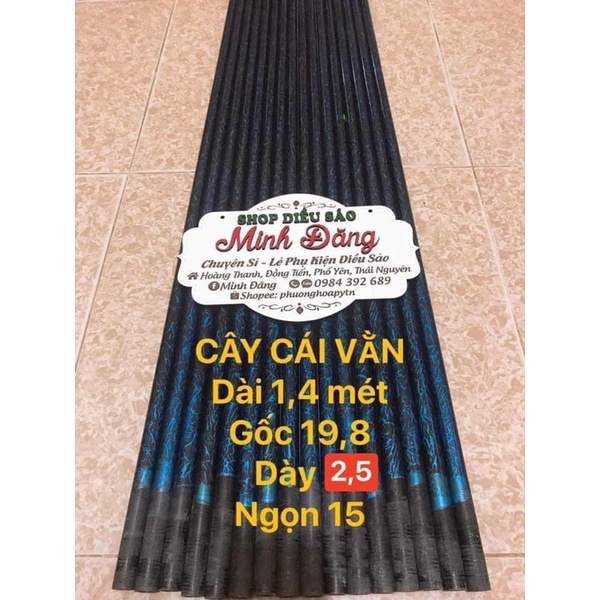 SHOP DIỀU SÁO
Minh Đăng
Chuyên Sỉ - Lẻ Phụ Kiện Diều Sáo
Hoàng Thanh, Đồng Tiến, Phổ Yên, Thái Nguyên
Minh Đăng 0984 392 689
Shopee: phuonghoapytn
CÂY CÁI VẰN
Dài 1,4 mét
Gốc 19,8
Dày 2,5
Ngọn 15